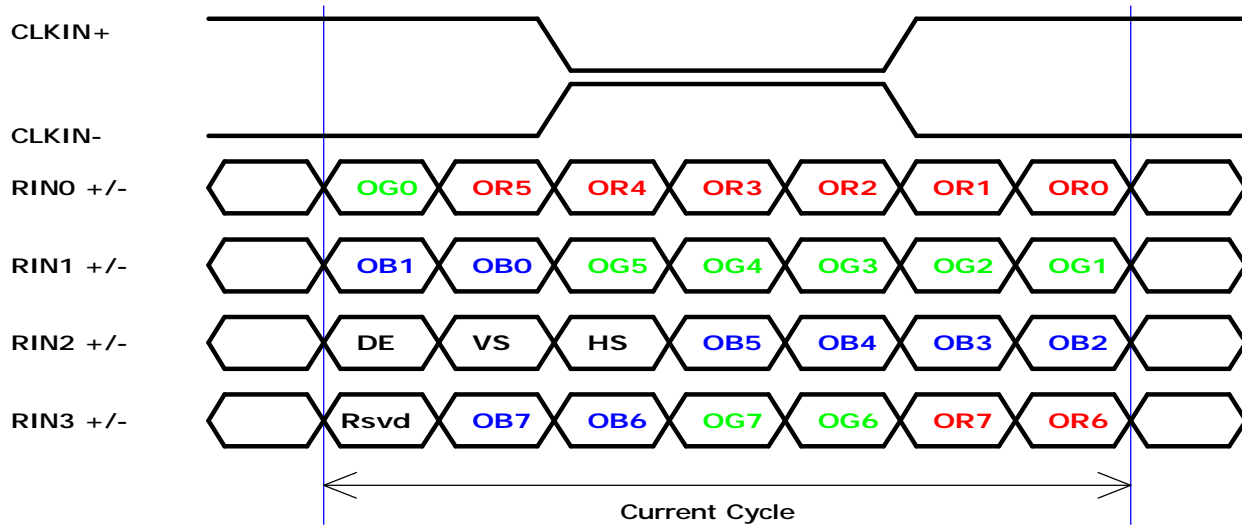 CLKIN+
CLKIN-
RIN0 +/- OG0 OR5 OR4 OR3 OR2 OR1 OR0
RIN1 +/- OB1 OB0 OG5 OG4 OG3 OG2 OG1
RIN2 +/- DE VS HS OB5 OB4 OB3 OB2
RIN3 +/- Rsvd OB7 OB6 OG7 OG6 OR7 OR6
Current Cycle